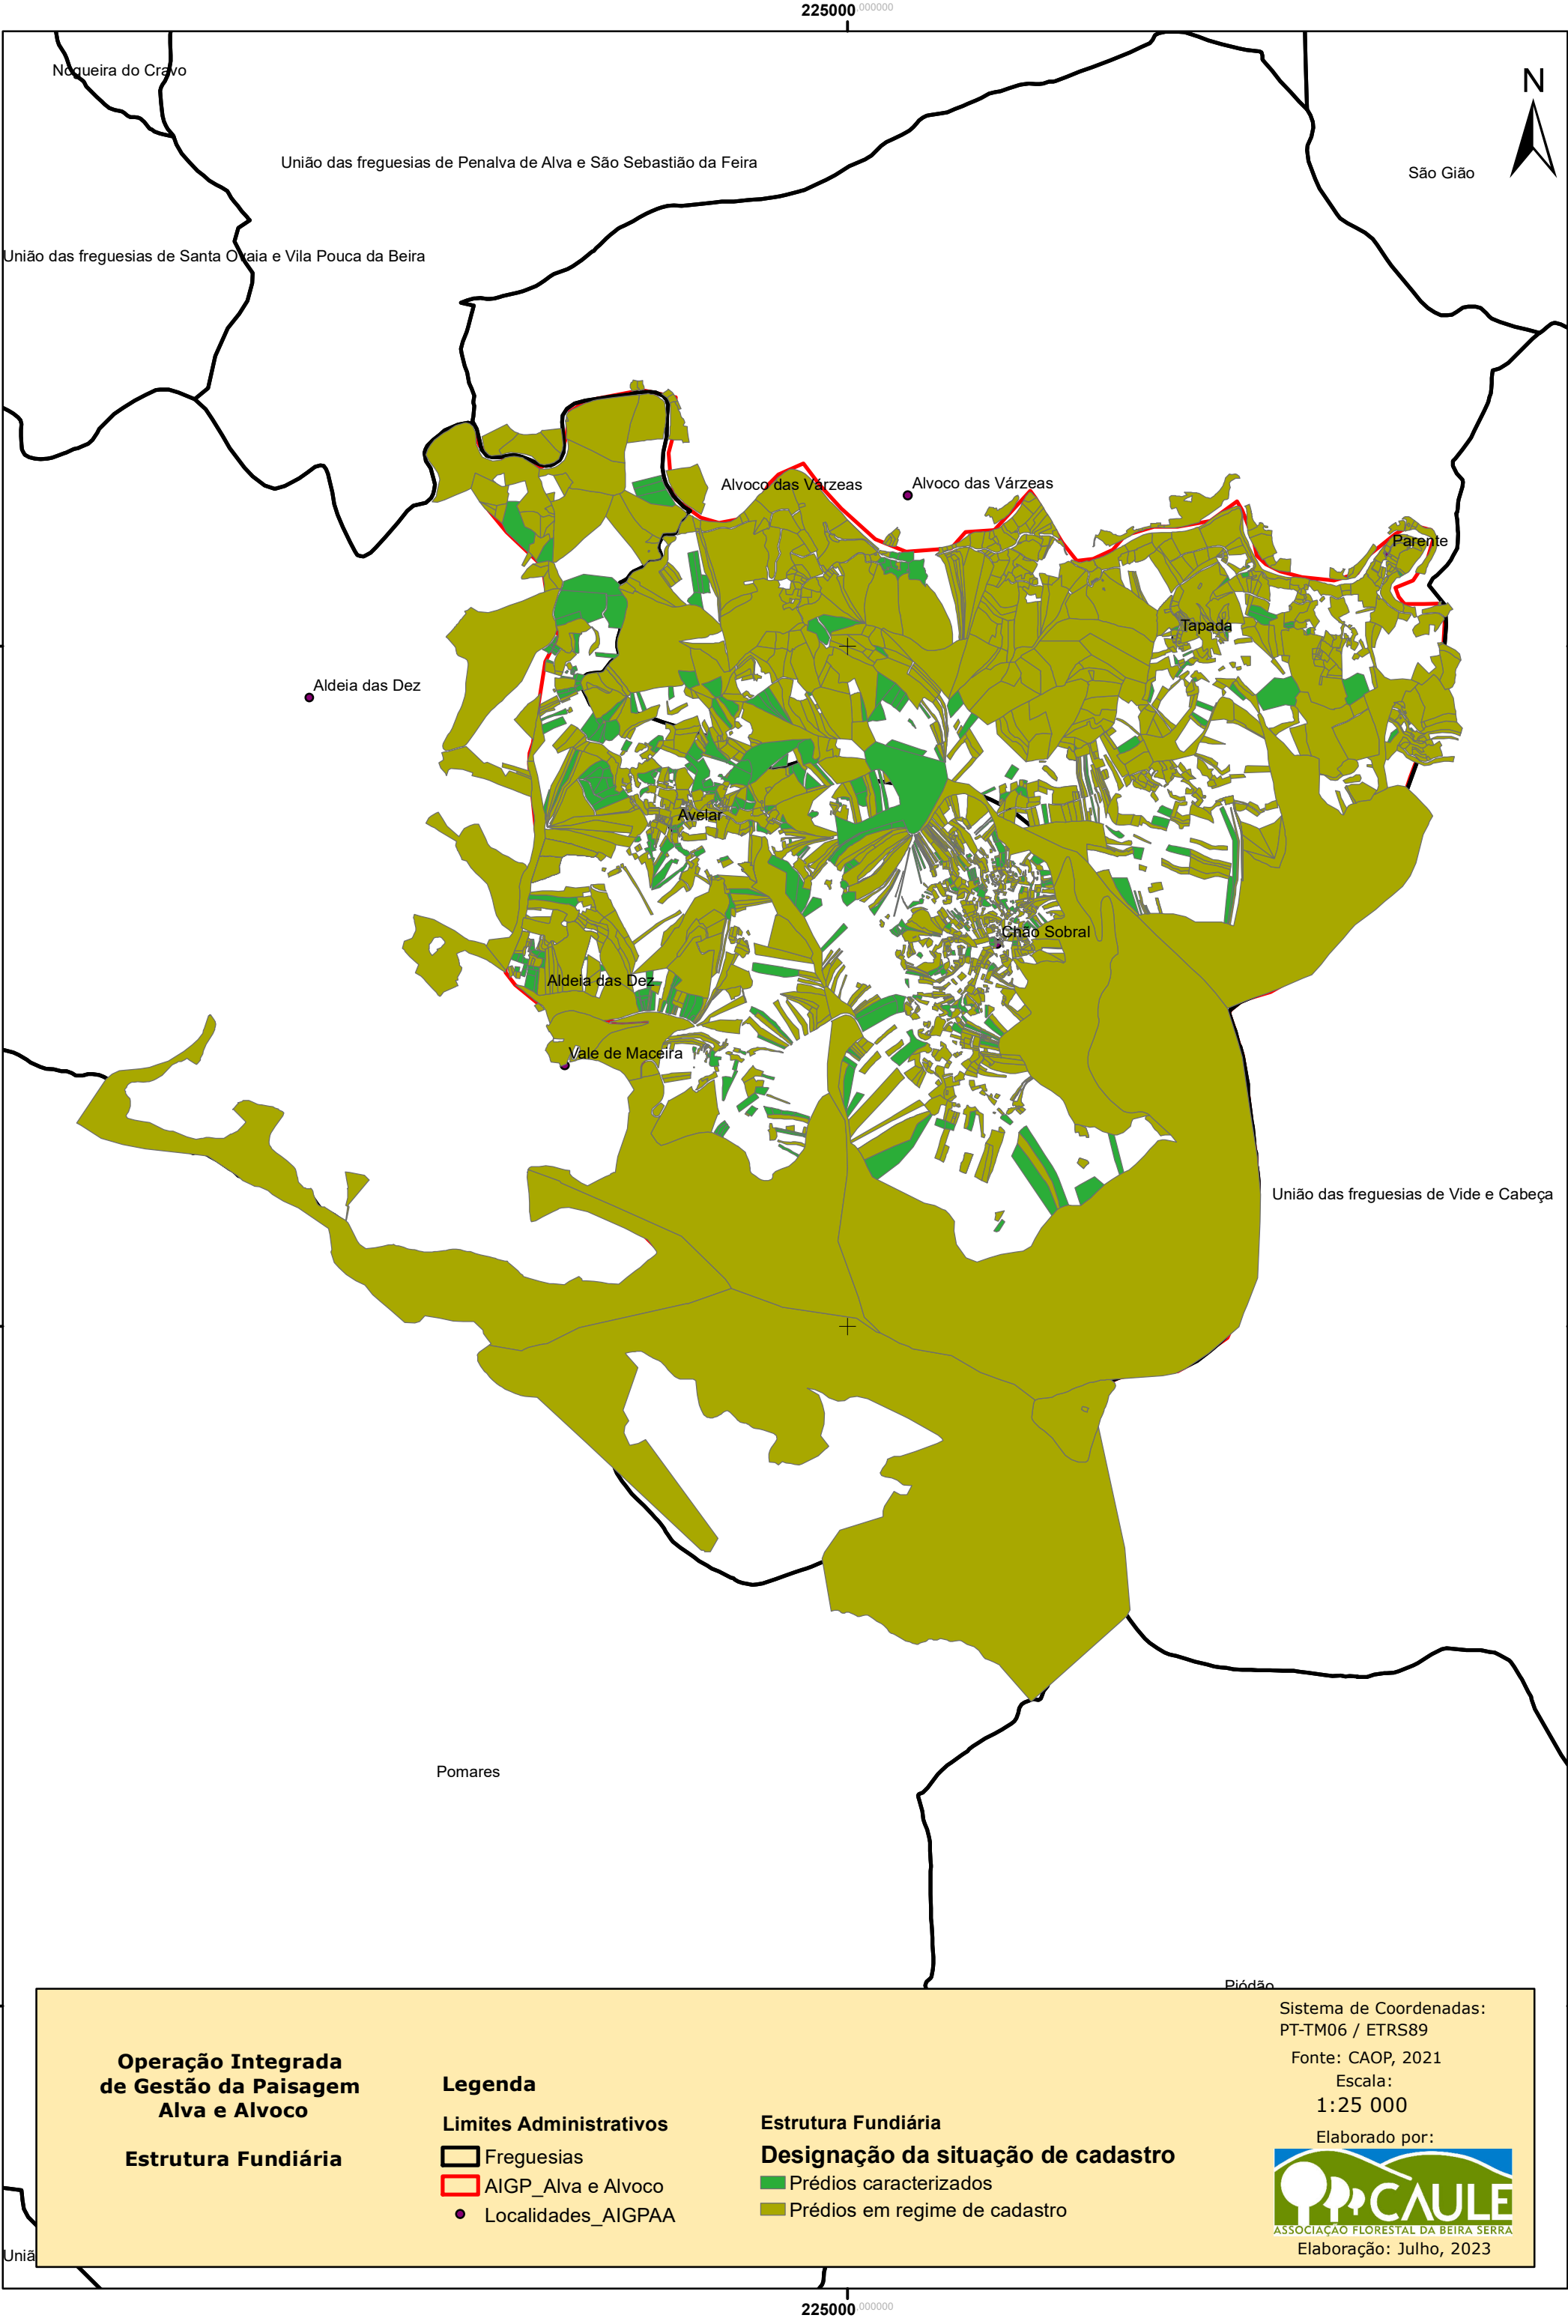 225000,000000
N
Nogueira do Cravo
União das freguesias de Penalva de Alva e São Sebastião da Feira
São Gião
União das freguesias de Santa Ovaia e Vila Pouca da Beira
Alvoco das Várzeas
Alvoco das Várzeas
Parente
Tapada
Aldeia das Dez
Avelar
Chão Sobral
Aldeia das Dez
Vale de Maceira
União das freguesias de Vide e Cabeça
Pomares
Piódão
Operação Integrada
de Gestão da Paisagem
Alva e Alvoco
Estrutura Fundiária
Legenda
Limites Administrativos
Freguesias
AIGP_Alva e Alvoco
Localidades_AIGPAA
Estrutura Fundiária
Designação da situação de cadastro
Prédios caracterizados
Prédios em regime de cadastro
Sistema de Coordenadas:
PT-TM06 / ETRS89
Fonte: CAOP, 2021
Escala:
1:25 000
Elaborado por:
CAULE
ASSOCIAÇÃO FLORESTAL DA BEIRA SERRA
Elaboração: Julho, 2023
Uniã
225000,000000